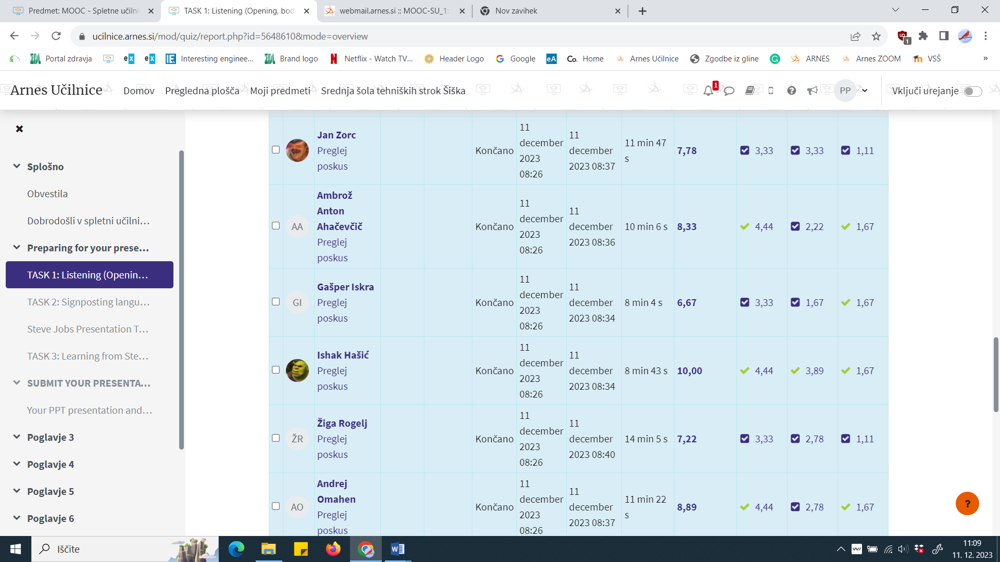 Predmet: MOOC - Spletne učilni
TASK 1: Listening (Opening, bod
webmail.arnes.si :: MOOC-SU_1:
Nov zavihek
ucilnice.arnes.si/mod/quiz/report.php?id=5648610&mode=overview
1
Portal zdravja
eX
eX
IE Interesting enginee...
Brand logo
N Netflix - Watch TV...
Header Logo
G Google
eA
Co. Home
Arnes Učilnice
Zgodbe iz gline
ARNES
Arnes ZOOM
VSŠ
»
Arnes Učilnice
Domov
Pregledna plošča
Moji predmeti
Srednja šola tehniških strok Šiška
1
PP
Vključi urejanje
Splošno
Obvestila
Dobrodošli v spletni učilni...
Preparing for your prese...
TASK 1: Listening (Openin...
TASK 2: Signposting langu...
Steve Jobs Presentation T...
TASK 3: Learning from Ste...
SUBMIT YOUR PRESENTA...
Your PPT presentation and...
Poglavje 3
Poglavje 4
Poglavje 5
Poglavje 6
Jan Zorc
Preglej
poskus
Končano
11
december
2023
08:26
11
december
2023 08:37
11 min 47
s
7,78
3,33
3,33
1,11
AA
Ambrož
Anton
Ahačevčič
Preglej
poskus
Končano
11
december
2023
08:26
11
december
2023 08:36
10 min 6 s
8,33
4,44
2,22
1,67
GI
Gašper Iskra
Preglej
poskus
Končano
11
december
2023
08:26
11
december
2023 08:34
8 min 4 s
6,67
3,33
1,67
1,67
Ishak Hašić
Preglej
poskus
Končano
11
december
2023
08:26
11
december
2023 08:34
8 min 43 s
10,00
4,44
3,89
1,67
ŽR
Žiga Rogelj
Preglej
poskus
Končano
11
december
2023
08:26
11
december
2023 08:40
14 min 5 s
7,22
3,33
2,78
1,11
AO
Andrej
Omahen
Preglej
poskus
Končano
11
december
2023
08:26
11
december
2023 08:37
11 min 22
s
8,89
4,44
2,78
1,67
?
Iščite
11:09
11. 12. 2023